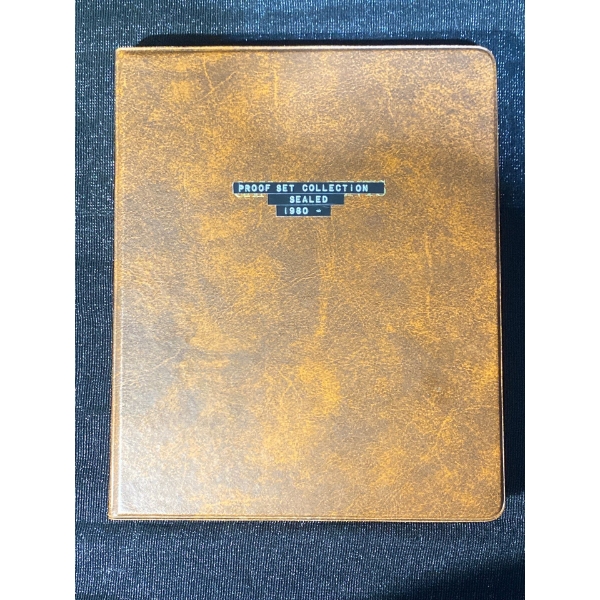 PROOF SET COLLECTION
SEALED
1960 -